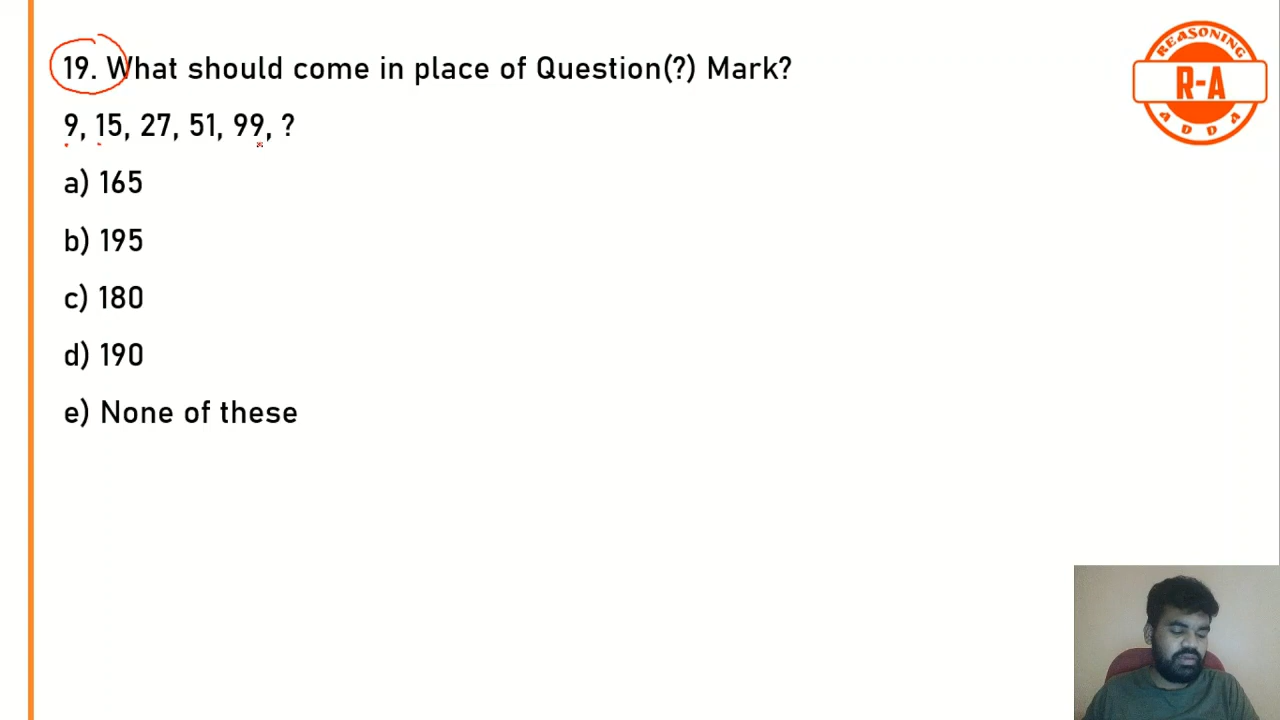 19. What should come in place of Question(?) Mark?
9, 15, 27, 51, 99, ?
a) 165
b) 195
c) 180
d) 190
e) None of these
REASONING
R-A
ADDA